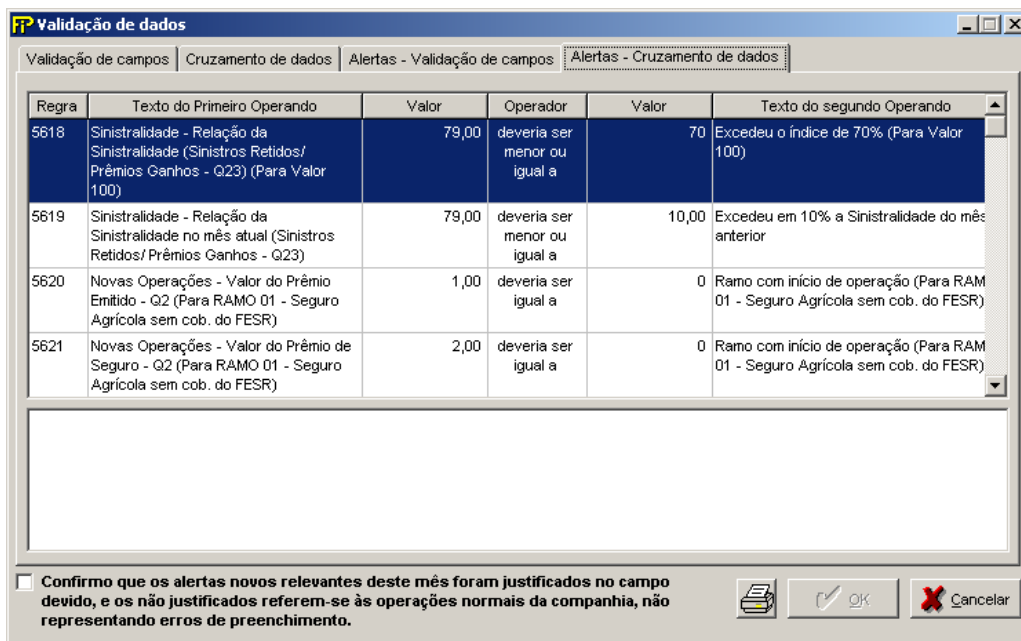 FIP Validação de dados
Validação de campos Cruzamento de dados Alertas - Validação de campos Alertas - Cruzamento de dados
Regra Texto do Primeiro Operando Valor Operador Valor Texto do segundo Operando
5618 Sinistralidade - Relação da 79,00 deveria ser 70 Excedeu o índice de 70% (Para Valor
Sinistralidade (Sinistros Retidos/ menor ou 100)
Prêmios Ganhos - Q23) (Para Valor igual a
100)
5619 Sinistralidade - Relação da 79,00 deveria ser 10,00 Excedeu em 10% a Sinistralidade do mês
Sinistralidade no mês atual (Sinistros menor ou anterior
Retidos/ Prêmios Ganhos - Q23) igual a
5620 Novas Operações - Valor do Prêmio 1,00 deveria ser 0 Ramo com início de operação (Para RAM
Emitido - Q2 (Para RAMO 01 - Seguro igual a 01 - Seguro Agrícola sem cob. do FESR)
Agrícola sem cob. do FESR)
5621 Novas Operações - Valor do Prêmio de 2,00 deveria ser 0 Ramo com início de operação (Para RAM
Seguro - Q2 (Para RAMO 01 - Seguro igual a 01 - Seguro Agrícola sem cob. do FESR)
Agrícola sem cob. do FESR)
Confirmo que os alertas novos relevantes deste mês foram justificados no campo
devido, e os não justificados referem-se às operações normais da companhia, não
representando erros de preenchimento.
OK Cancelar